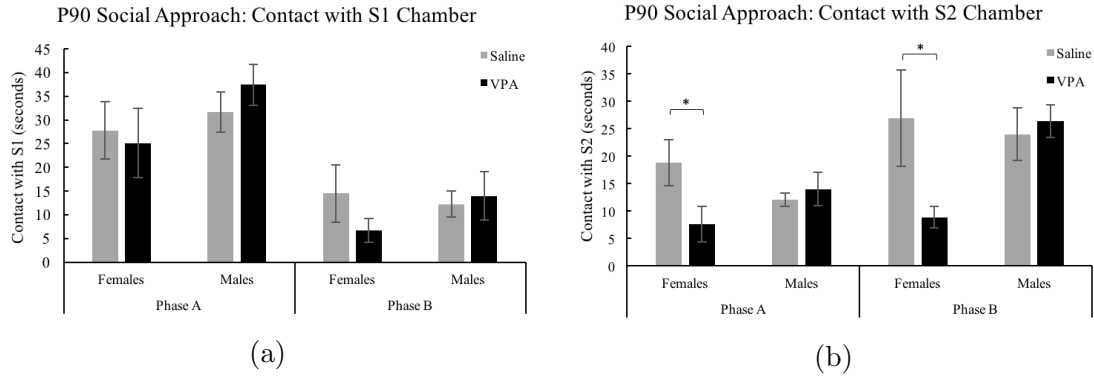 P90 Social Approach: Contact with S1 Chamber
Contact with S1 (seconds)
45
40
35
30
25
20
15
10
5
0
Saline
VPA
Females
Males
Females
Males
Phase A
Phase B
(a)
P90 Social Approach: Contact with S2 Chamber
Contact with S2 (seconds)
40
35
30
25
20
15
10
5
0
*
*
Saline
VPA
Females
Males
Females
Males
Phase A
Phase B
(b)